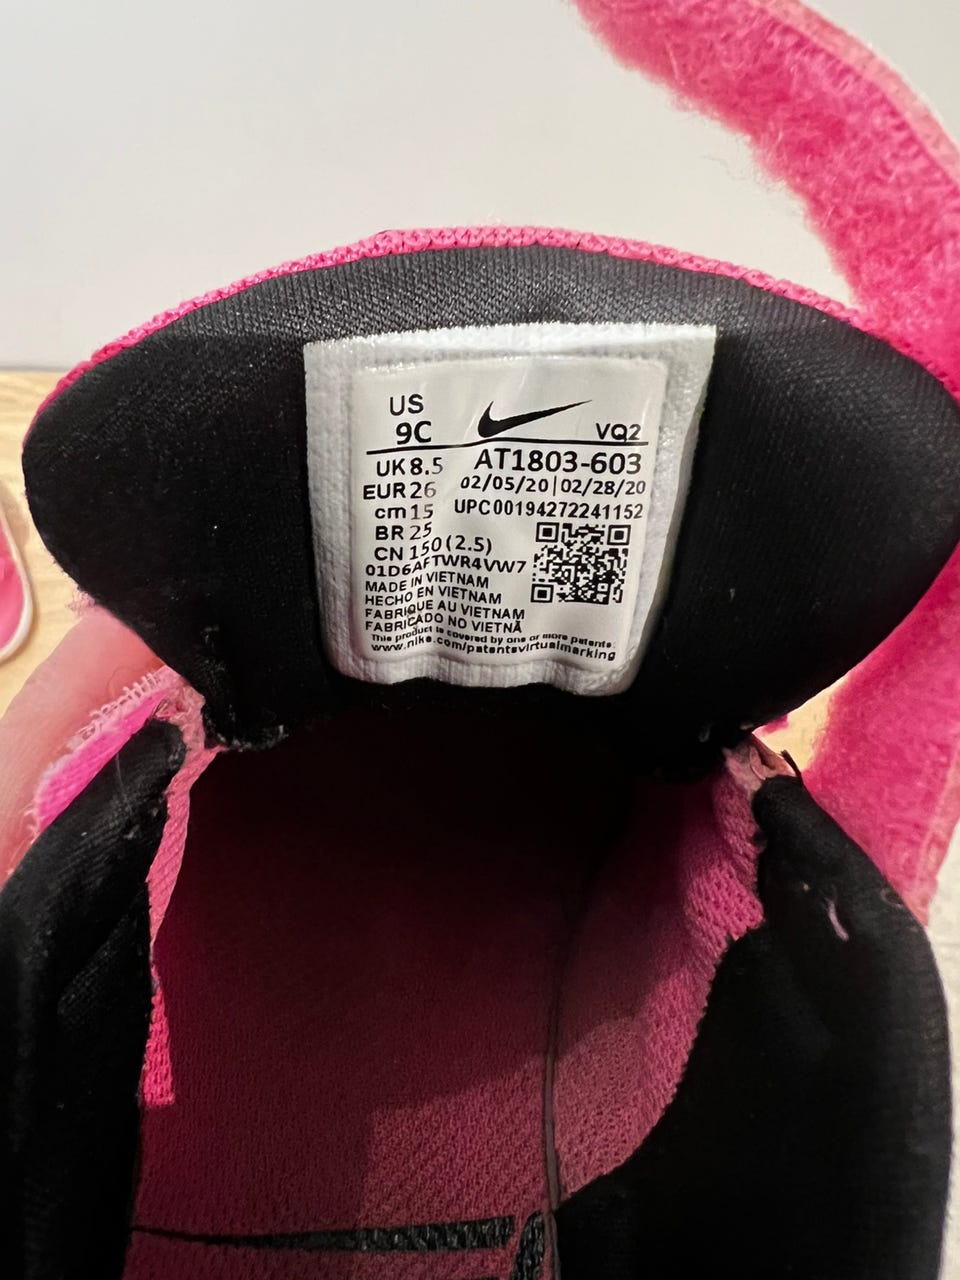 US
9C
VQ2
UK 8.5 AT1803-603
EUR 26 02/05/20 | 02/28/20
cm 15 UPC00194272241152
BR 25
CN 150 (2.5)
01D6AFTWR4VW7
MADE IN VIETNAM
HECHO EN VIETNAM
FABRIQUE AU VIETNAM
FABRICADO NO VIETNÃ
This product is covered by one or more patents:
www.nike.com/patentsvirtualmarking